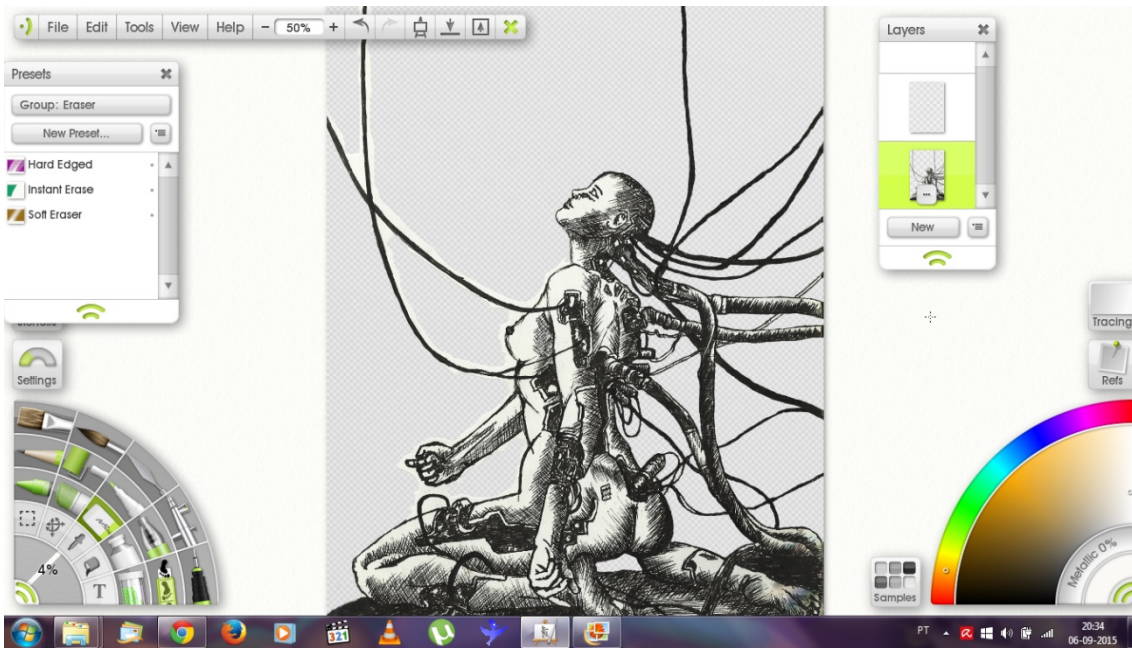 File Edit Tools View Help − 50% +
Layers
Presets
Group: Eraser
New Preset...
Hard Edged
Instant Erase
Soft Eraser
New
Tracing
Settings
Refs
4%
T
Metallic 0%
Samples
321
PT
20:34
06-09-2015